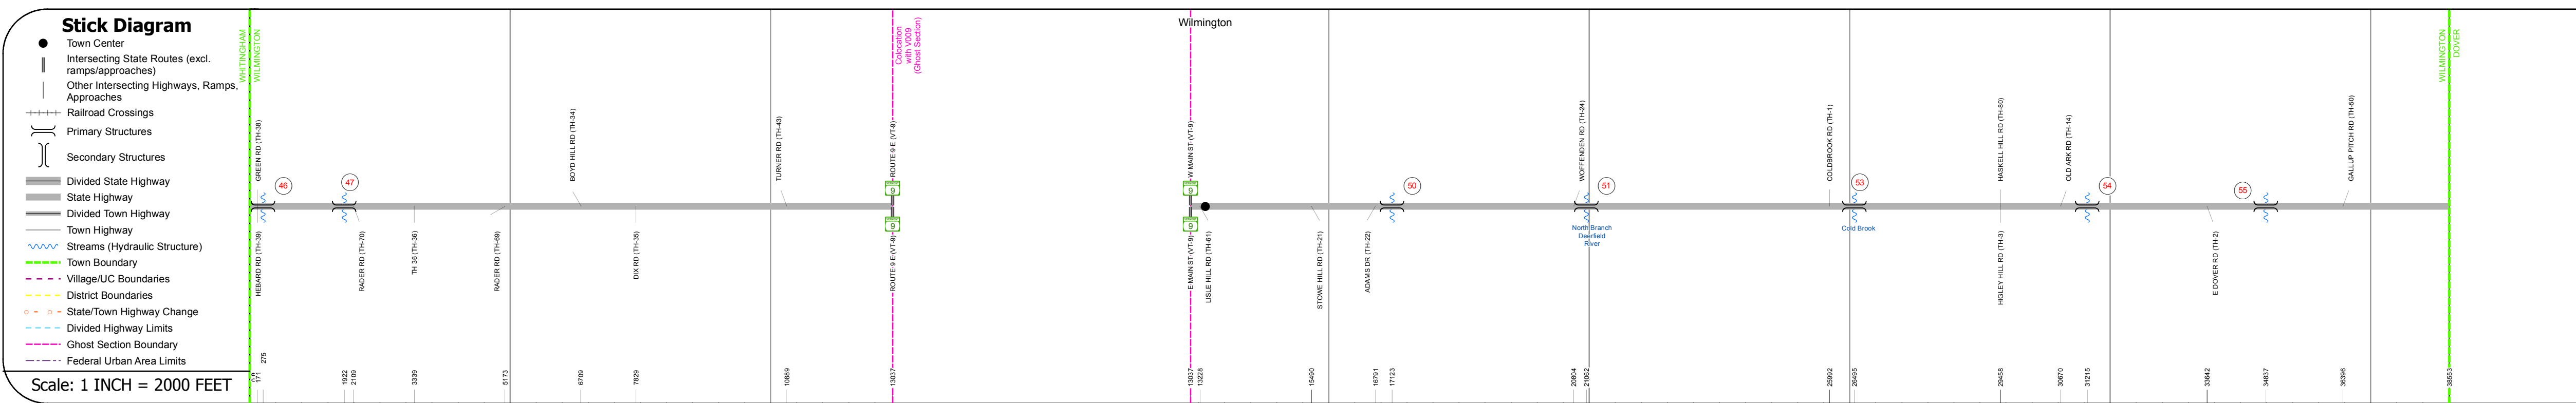 Stick Diagram
Town Center
Intersecting State Routes (excl.
ramps/approaches)
Other Intersecting Highways, Ramps,
Approaches
Railroad Crossings
Primary Structures
Secondary Structures
Divided State Highway
State Highway
Divided Town Highway
Town Highway
Streams (Hydraulic Structure)
Town Boundary
Village/UC Boundaries
District Boundaries
State/Town Highway Change
Divided Highway Limits
Ghost Section Boundary
Federal Urban Area Limits
Scale: 1 INCH = 2000 FEET
WHITINGHAM
WILMINGTON
Colocation
with V009
(Ghost Section)
Wilmington
WILMINGTON
DOVER
GREEN RD (TH-38)
BOYD HILL RD (TH-34)
TURNER RD (TH-43)
ROUTE 9 E (VT-9)
W MAIN ST (VT-9)
WOFFENDEN RD (TH-24)
COLDBROOK RD (TH-1)
HASKELL HILL RD (TH-80)
OLD ARK RD (TH-14)
GALLUP PITCH RD (TH-50)
46
47
9
9
50
51
53
54
55
9
9
North Branch
Deerfield
River
Cold Brook
HEBARD RD (TH-39)
RADER RD (TH-70)
TH 36 (TH-36)
RADER RD (TH-69)
DIX RD (TH-35)
ROUTE 9 E (VT-9)
E MAIN ST (VT-9)
LISLE HILL RD (TH-61)
STOWE HILL RD (TH-21)
ADAMS DR (TH-22)
HIGLEY HILL RD (TH-3)
E DOVER RD (TH-2)
171
275
1922
2109
3339
5173
6709
7829
10889
13037
13037
13228
15490
16791
17123
20804
21062
25992
26495
29458
30670
31215
33642
34837
36396
38553